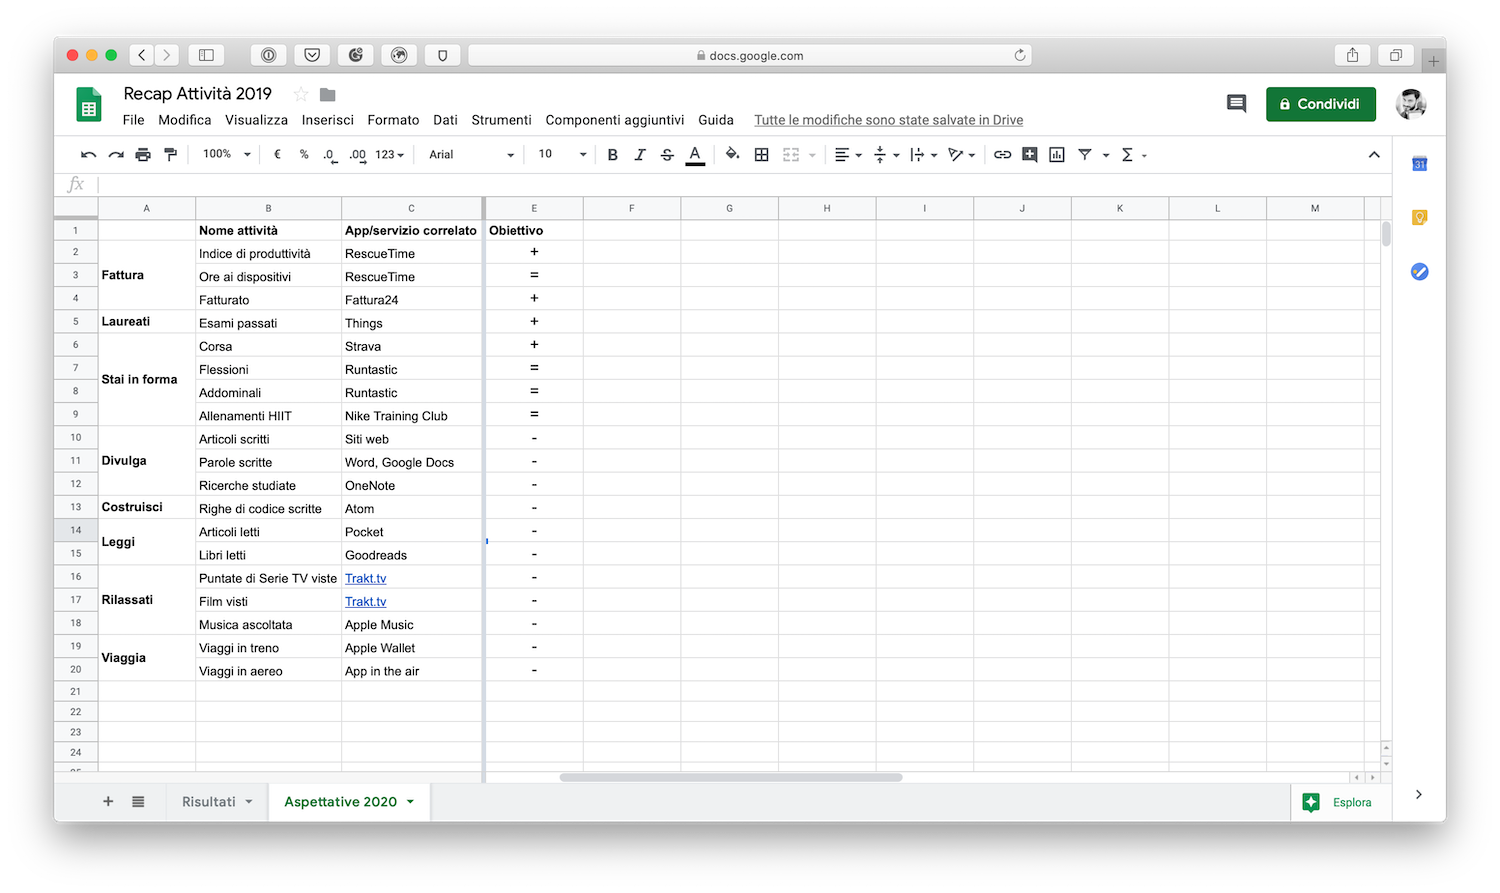 docs.google.com
Recap Attività 2019
Condividi
File Modifica Visualizza Inserisci Formato Dati Strumenti Componenti aggiuntivi Guida Tutte le modifiche sono state salvate in Drive
100% € % .0 .00 123 Arial 10 B I S A Σ
31
fx
A B C E F G H I J K L M
1 Nome attività App/servizio correlato Obiettivo
2 Indice di produttività RescueTime +
3 Fattura Ore ai dispositivi RescueTime =
4 Fatturato Fattura24 +
5 Laureati Esami passati Things +
6 Corsa Strava +
7 Flessioni Runtastic =
Stai in forma
8 Addominali Runtastic =
9 Allenamenti HIIT Nike Training Club =
10 Articoli scritti Siti web -
11 Divulga Parole scritte Word, Google Docs -
12 Ricerche studiate OneNote -
13 Costruisci Righe di codice scritte Atom -
14 Articoli letti Pocket -
Leggi
15 Libri letti Goodreads -
16 Puntate di Serie TV viste Trakt.tv -
17 Rilassati Film visti Trakt.tv -
18 Musica ascoltata Apple Music -
19 Viaggi in treno Apple Wallet -
Viaggia
20 Viaggi in aereo App in the air -
21
22
23
24
+ Risultati Aspettative 2020 Esplora